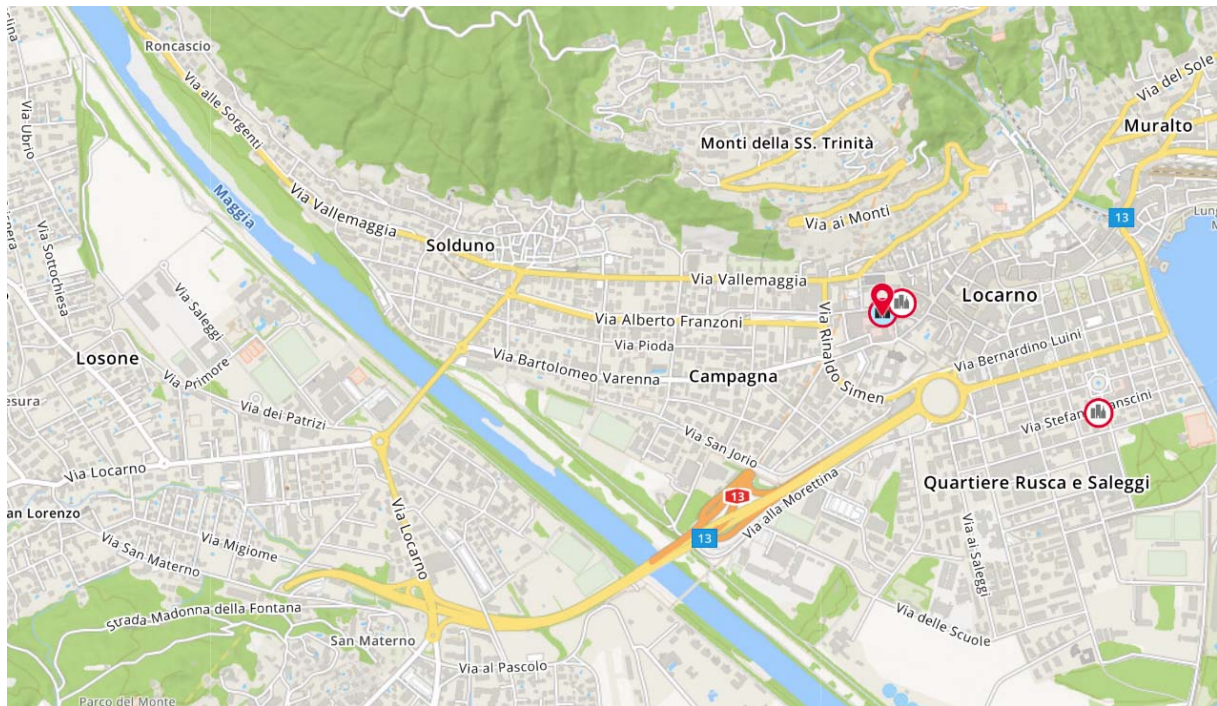 Roncascio
Via alle Sorgenti
Via del Sole
Muralto
Monti della SS. Trinità
Via Ubrio
Maggia
Via Vallemaggia
Via ai Monti
13
Solduno
Via Sottochiesa
Via Vallemaggia
Locarno
Via Saleggi
Via Alberto Franzoni
Via Rinaldo Simen
Via Pioda
Via Bernardino Luini
Losone
Via Bartolomeo Varenna
Campagna
Via Primore
Via dei Patrizi
Via San Jorio
Via Locarno
Quartiere Rusca e Saleggi
13
Via alla Morettina
13
Via Locarno
Via Migiome
Via San Materno
Via ai Saleggi
Strada Madonna della Fontana
San Materno
Via delle Scuole
Via al Pascolo
Parco del Monte